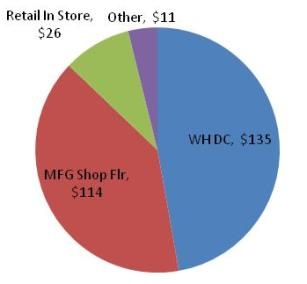 Retail In Store,
$26
Other, $11
WH DC, $135
MFG Shop Flr,
$114